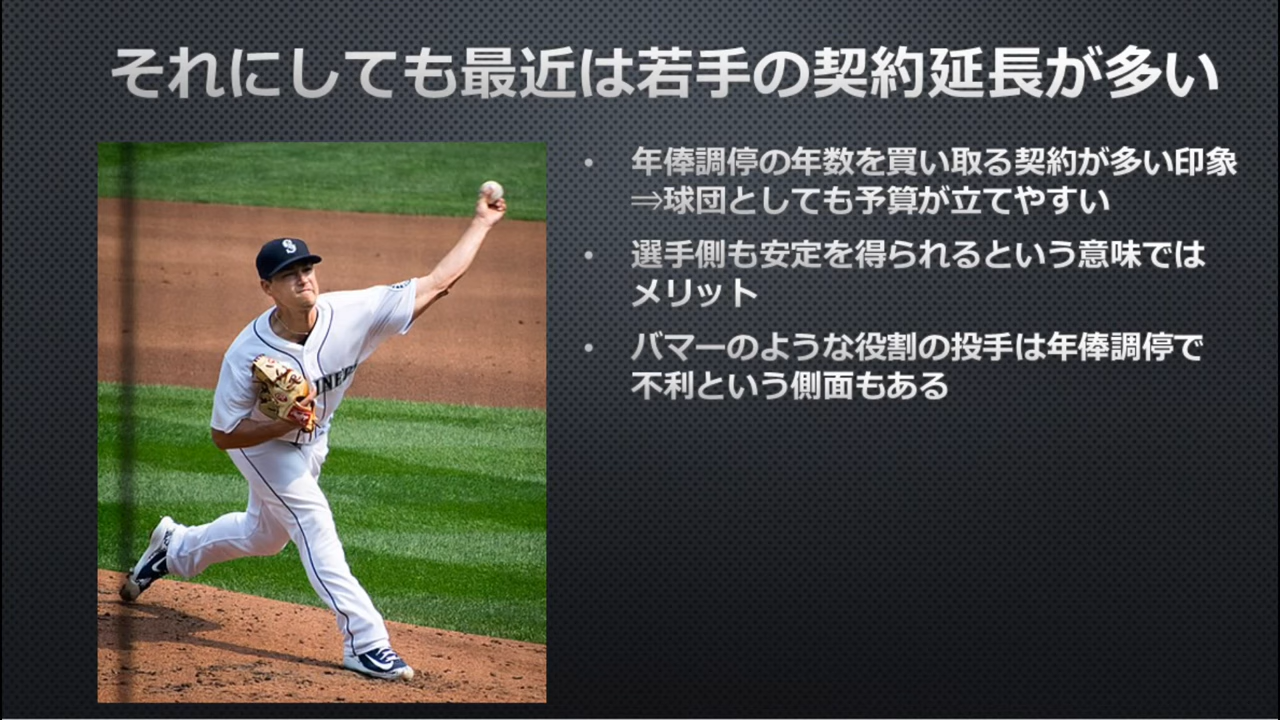 それにしても最近は若手の契約延長が多い
• 年俸調停の年数を買い取る契約が多い印象
⇒球団としても予算が立てやすい
• 選手側も安定を得られるという意味では
メリット
• バマーのような役割の投手は年俸調停で
不利という側面もある
S
INE